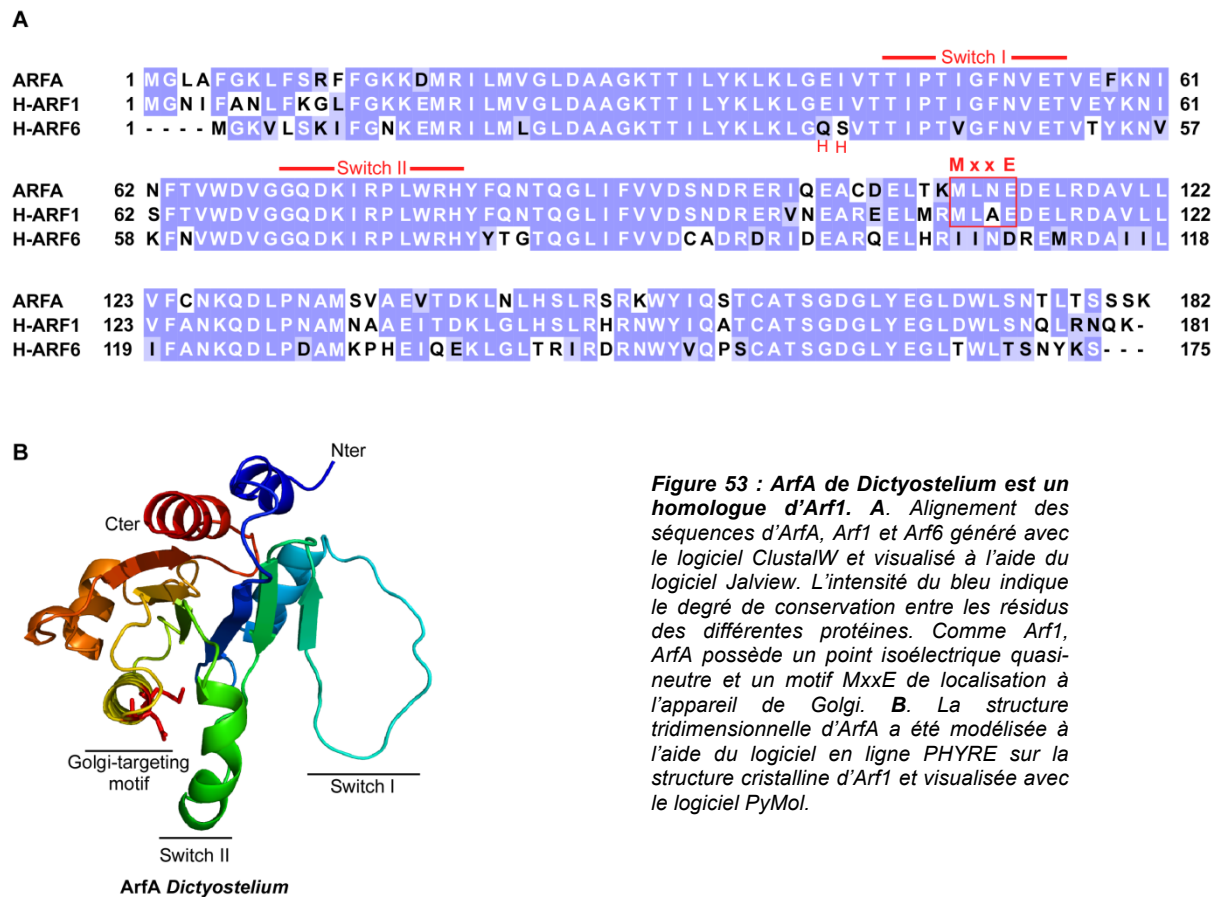 A
Switch I
ARFA 1 MGLAFGKLFSRFFGKKDMRILMVGLDAAGKTTILYKLKLGEIVTTIPTIGFNVETVEFKNI 61
H-ARF1 1 MGNIFANLFKGLFGKKEMRILMVGLDAAGKTTILYKLKLGEIVTTIPTIGFNVETVEYKNI 61
H-ARF6 1 ----MGKVLSKIFGNKEMRILMLGLDAAGKTTILYKLKLGQSVTTIPTVGFNVETVTYKNV 57
H H
Switch II M x x E
ARFA 62 NFTVWDVGGQDKIRPLWRHYFQNTQGLIFVVDSNDRERIQEACDELTKMLNEDELRDAVLL 122
H-ARF1 62 SFTVWDVGGQDKIRPLWRHYFQNTQGLIFVVDSNDRERVNEAREELMRMLAEDELRDAVLL 122
H-ARF6 58 KFNVWDVGGQDKIRPLWRHYYTGTQGLIFVVDCADRDRIDEARQELHRIINDREMRDAIIL 118
ARFA 123 VFCNKQDLPNAMSVAEVTDKLNLHSLRSRKWYIQSTCATSGDGLYEGLDWLSNTLTSSSK 182
H-ARF1 123 VFANKQDLPNAMNAAEITDKLGLHSLRHRNWYIQATCATSGDGLYEGLDWLSNQLRNQK- 181
H-ARF6 119 IFANKQDLPDAMKPHEIQEKLGLTRIRDRNWYVQPSCATSGDGLYEGLTWLTSNYKS--- 175
B
Nter
Cter
Golgi-targeting
motif
Switch I
Switch II
ArfA Dictyostelium
Figure 53 : ArfA de Dictyostelium est un
homologue d'Arf1. A. Alignement des
séquences d'ArfA, Arf1 et Arf6 généré avec
le logiciel ClustalW et visualisé à l'aide du
logiciel Jalview. L'intensité du bleu indique
le degré de conservation entre les résidus
des différentes protéines. Comme Arf1,
ArfA possède un point isoélectrique quasi-
neutre et un motif MxxE de localisation à
l'appareil de Golgi. B. La structure
tridimensionnelle d'ArfA a été modélisée à
l'aide du logiciel en ligne PHYRE sur la
structure cristalline d'Arf1 et visualisée avec
le logiciel PyMol.